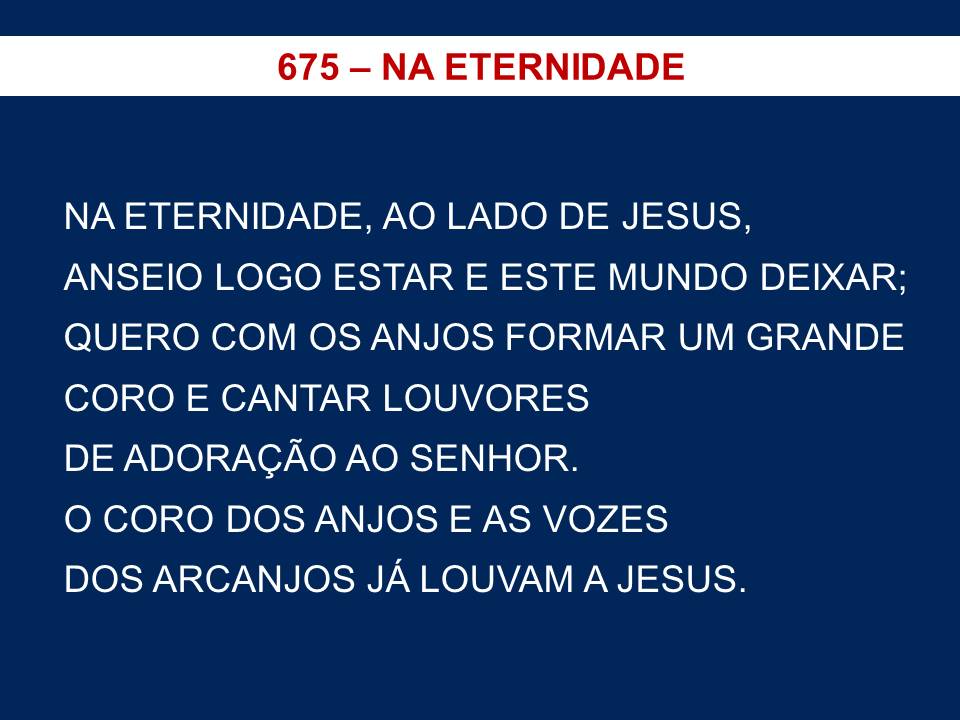 675 – NA ETERNIDADE
NA ETERNIDADE, AO LADO DE JESUS,
ANSEIO LOGO ESTAR E ESTE MUNDO DEIXAR;
QUERO COM OS ANJOS FORMAR UM GRANDE
CORO E CANTAR LOUVORES
DE ADORAÇÃO AO SENHOR.
O CORO DOS ANJOS E AS VOZES
DOS ARCANJOS JÁ LOUVAM A JESUS.